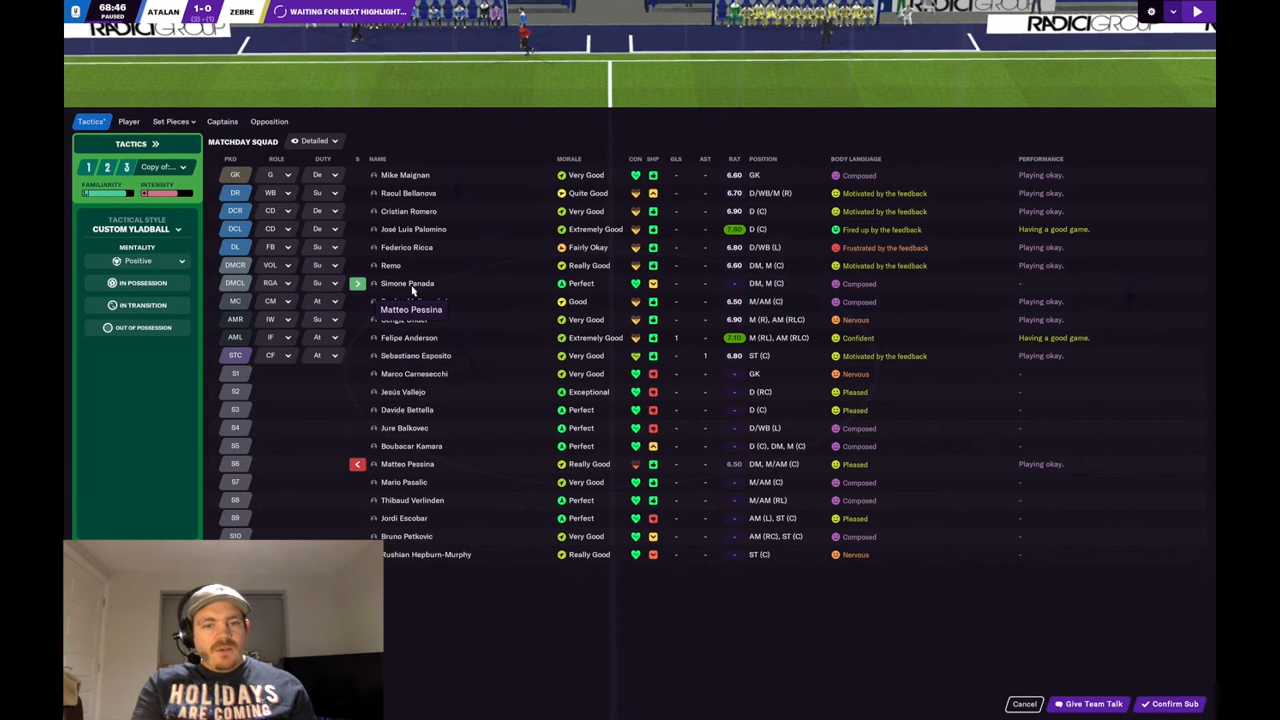 68:46
PAUSED
ATALAN
1 - 0
(2) - (1)
ZEBRE
WAITING FOR NEXT HIGHLIGHT...
RADICI GROUP
RADICIGROUP
RADICIGROUP
Tactics*
Player
Set Pieces
Captains
Opposition
TACTICS
1 2 3 Copy of:...
FAMILIARITY INTENSITY
TACTICAL STYLE
CUSTOM YLADBALL
MENTALITY
Positive
IN POSSESSION
IN TRANSITION
OUT OF POSSESSION
MATCHDAY SQUAD Detailed
PKD ROLE DUTY S NAME MORALE CON SHP GLS AST RAT POSITION BODY LANGUAGE PERFORMANCE
GK G De Mike Maignan Very Good - - 6.60 GK Composed Playing okay.
DR WB Su Raoul Bellanova Quite Good - - 6.70 D/WB/M (R) Motivated by the feedback Playing okay.
DCR CD De Cristian Romero Very Good - - 6.90 D (C) Motivated by the feedback Playing okay.
DCL CD De José Luis Palomino Extremely Good - - D (C) Fired up by the feedback Having a good game.
DL FB Su Federico Ricca Fairly Okay - - 6.80 D/WB (L) Frustrated by the feedback Playing okay.
DMCR VOL Su Remo Really Good - - 6.60 DM, M (C) Motivated by the feedback Playing okay.
DMCL RGA Su Simone Panada Perfect - - - DM, M (C) Composed -
MC CM At Good - - 6.50 M/AM (C) Composed Playing okay.
Matteo Pessina
AMR IW Su Very Good - - 6.90 M (R), AM (RLC) Nervous Playing okay.
AML IF Su Felipe Anderson Extremely Good 1 - 7.10 M (RL), AM (RLC) Confident Having a good game.
STC CF At Sebastiano Esposito Very Good - 1 6.80 ST (C) Motivated by the feedback Playing okay.
S1 Marco Carnesecchi Very Good - - - GK Nervous -
S2 Jesús Vallejo Exceptional - - - D (RC) Pleased -
S3 Davide Bettella Perfect - - - D (C) Pleased -
S4 Jure Balkovec Perfect - - - D/WB (L) Composed -
S5 Boubacar Kamara Perfect - - - D (C), DM, M (C) Composed -
S6 Matteo Pessina Really Good - - 6.50 DM, M/AM (C) Pleased Playing okay.
S7 Mario Pasalic Very Good - - - M/AM (C) Composed -
S8 Thibaud Verlinden Perfect - - - M/AM (RL) Composed -
S9 Jordi Escobar Perfect - - - AM (L), ST (C) Pleased -
S10 Bruno Petkovic Perfect - - - AM (RC), ST (C) Composed -
Rushian Hepburn-Murphy Really Good - - - ST (C) Nervous -
HOLIDAYS
ARE COMING
Cancel
Give Team Talk
Confirm Sub